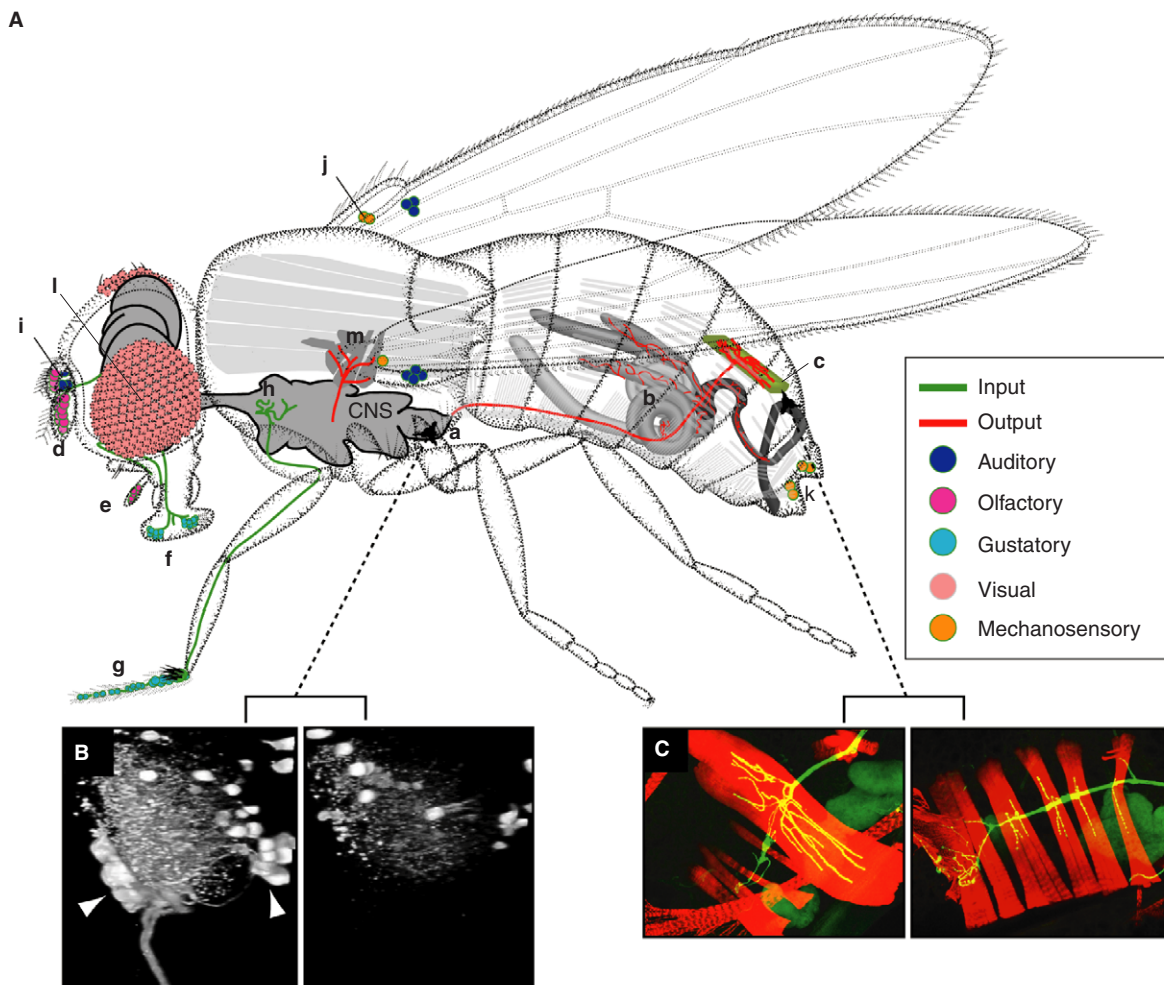 A
j
l
i
m
h
CNS
a
b
c
d
e
f
g
k
Input
Output
Auditory
Olfactory
Gustatory
Visual
Mechanosensory
B
C